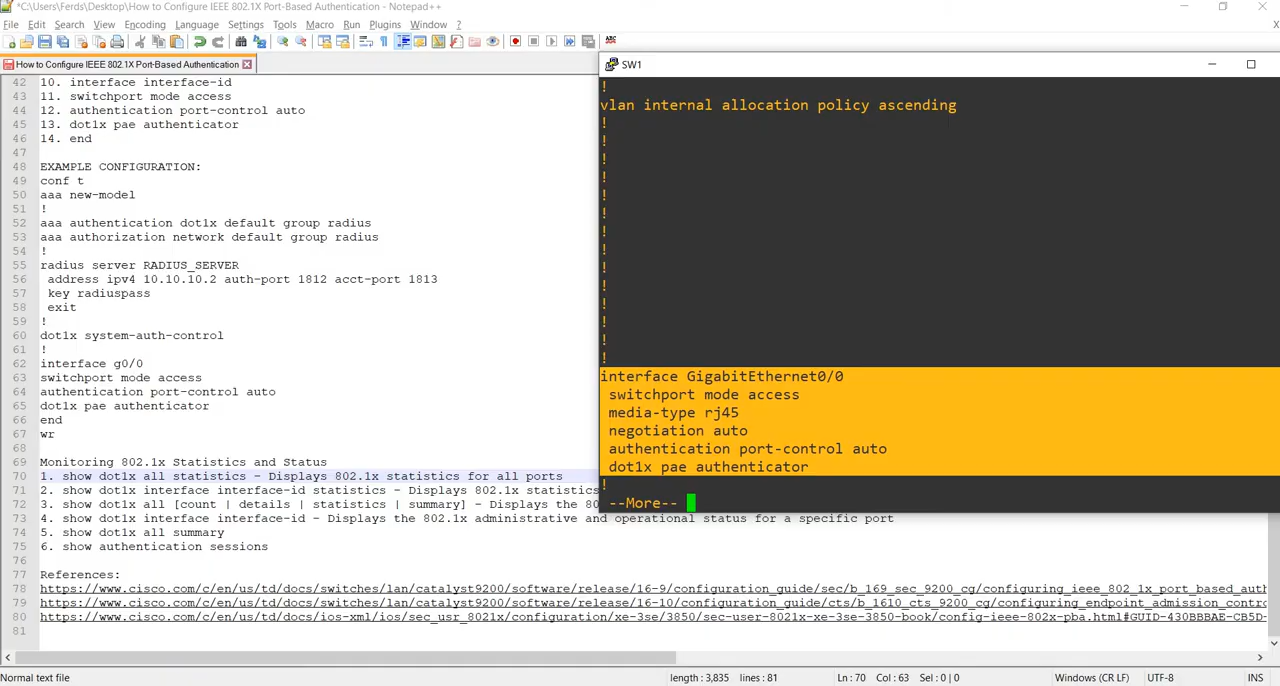 *C:\Users\Ferds\Desktop\How to Configure IEEE 802.1X Port-Based Authentication - Notepad++
File Edit Search View Encoding Language Settings Tools Macro Run Plugins Window ?
ABC
How to Configure IEEE 802.1X Port-Based Authentication
42 10. interface interface-id
43 11. switchport mode access
44 12. authentication port-control auto
45 13. dot1x pae authenticator
46 14. end
47
48 EXAMPLE CONFIGURATION:
49 conf t
50 aaa new-model
51 !
52 aaa authentication dot1x default group radius
53 aaa authorization network default group radius
54 !
55 radius server RADIUS_SERVER
56 address ipv4 10.10.10.2 auth-port 1812 acct-port 1813
57 key radiuspass
58 exit
59 !
60 dot1x system-auth-control
61 !
62 interface g0/0
63 switchport mode access
64 authentication port-control auto
65 dot1x pae authenticator
66 end
67 wr
68
69 Monitoring 802.1x Statistics and Status
70 1. show dot1x all statistics - Displays 802.1x statistics for all ports
71 2. show dot1x interface interface-id statistics - Displays 802.1x statistics
72 3. show dot1x all [count | details | statistics | summary] - Displays the 80
73 4. show dot1x interface interface-id - Displays the 802.1x administrative and operational status for a specific port
74 5. show dot1x all summary
75 6. show authentication sessions
76
77 References:
78 https://www.cisco.com/c/en/us/td/docs/switches/lan/catalyst9200/software/release/16-9/configuration_guide/sec/b_169_sec_9200_cg/configuring_ieee_802_1x_port_based_auth
79 https://www.cisco.com/c/en/us/td/docs/switches/lan/catalyst9200/software/release/16-10/configuration_guide/cts/b_1610_cts_9200_cg/configuring_endpoint_admission_contro
80 https://www.cisco.com/c/en/us/td/docs/ios-xml/ios/sec_usr_8021x/configuration/xe-3se/3850/sec-user-8021x-xe-3se-3850-book/config-ieee-802x-pba.html#GUID-430BBBAE-CB5D-
81
SW1
!
vlan internal allocation policy ascending
!
!
!
!
!
!
!
!
!
!
!
!
!
!
interface GigabitEthernet0/0
switchport mode access
media-type rj45
negotiation auto
authentication port-control auto
dot1x pae authenticator
!
--More--
Normal text file length : 3,835 lines : 81 Ln : 70 Col : 63 Sel : 0 | 0 Windows (CR LF) UTF-8 INS